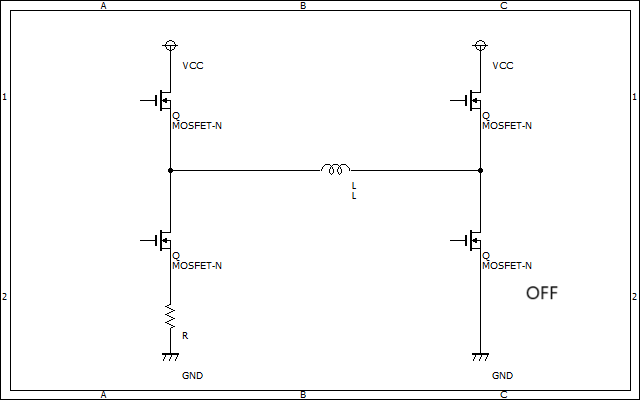 A B C
VCC VCC
1 1
Q Q
MOSFET-N MOSFET-N
L
L
Q Q
MOSFET-N MOSFET-N
OFF
2 2
R
GND GND
A B C